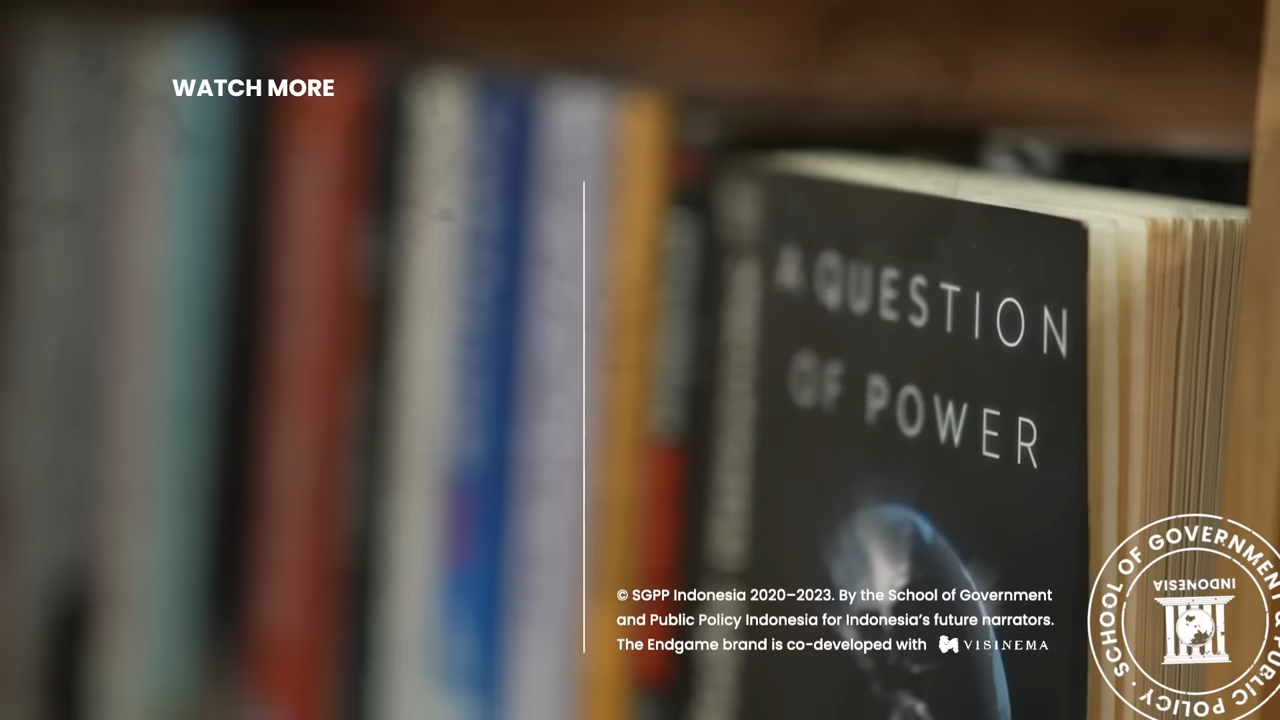 WATCH MORE
A QUESTION
OF POWER
© SGPP Indonesia 2020–2023. By the School of Government
and Public Policy Indonesia for Indonesia's future narrators.
The Endgame brand is co-developed with VISINEMA
SCHOOL OF GOVERNMENT & PUBLIC POLICY •
INDONESIA